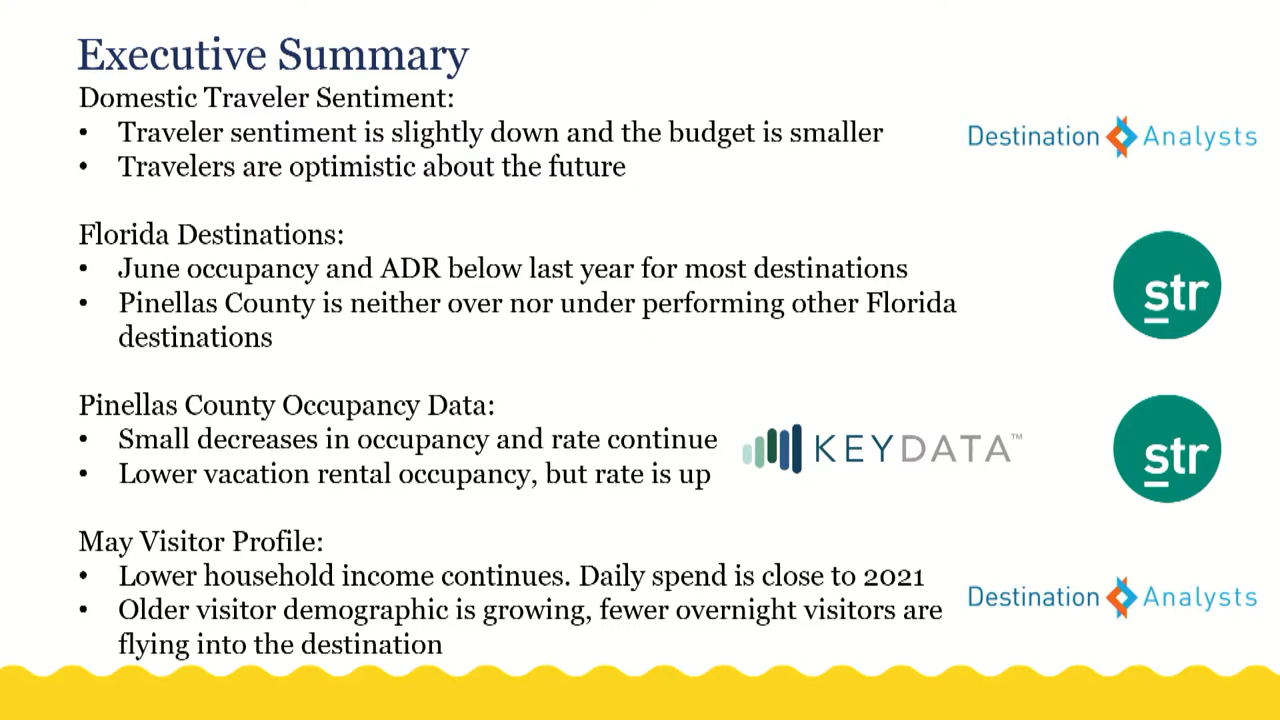 Executive Summary
Domestic Traveler Sentiment:
• Traveler sentiment is slightly down and the budget is smaller
• Travelers are optimistic about the future
Destination Analysts
Florida Destinations:
• June occupancy and ADR below last year for most destinations
• Pinellas County is neither over nor under performing other Florida
destinations
str
Pinellas County Occupancy Data:
• Small decreases in occupancy and rate continue
• Lower vacation rental occupancy, but rate is up
KEYDATA™
str
May Visitor Profile:
• Lower household income continues. Daily spend is close to 2021
• Older visitor demographic is growing, fewer overnight visitors are
flying into the destination
Destination Analysts